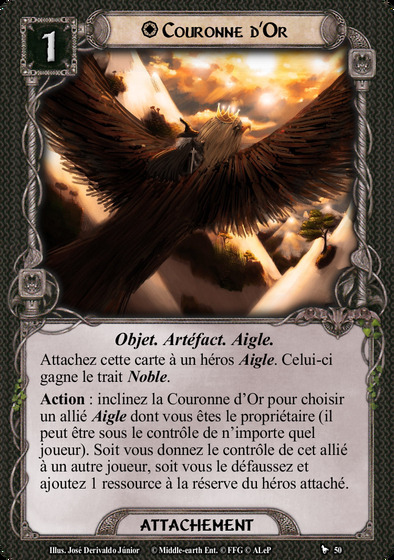 1
Couronne d'Or
Objet. Artéfact. Aigle.
Attachez cette carte à un héros Aigle. Celui-ci
gagne le trait Noble.
Action : inclinez la Couronne d'Or pour choisir
un allié Aigle dont vous êtes le propriétaire (il
peut être sous le contrôle de n'importe quel
joueur). Soit vous donnez le contrôle de cet allié
à un autre joueur, soit vous le défaussez et
ajoutez 1 ressource à la réserve du héros attaché.
ATTACHEMENT
Illus. José Derivaldo Júnior © Middle-earth Ent. © FFG © ALeP 50